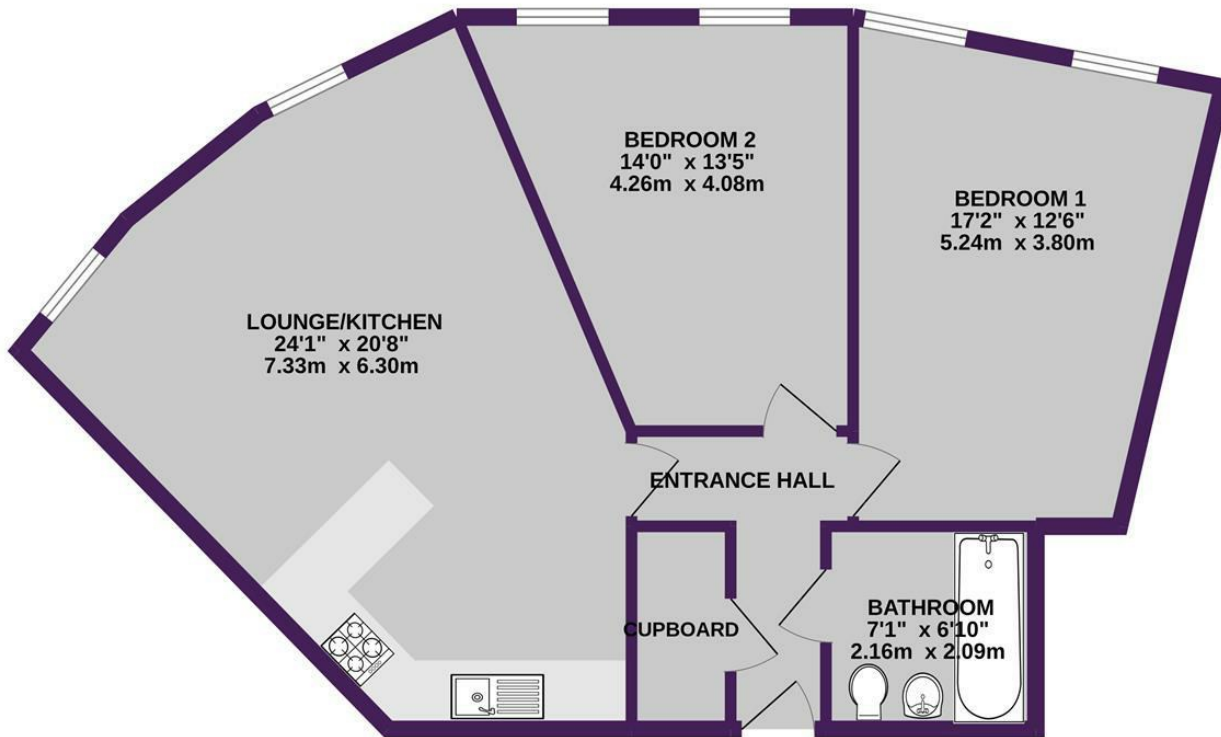 BEDROOM 2
14'0" x 13'5"
4.26m x 4.08m
BEDROOM 1
17'2" x 12'6"
5.24m x 3.80m
LOUNGE/KITCHEN
24'1" x 20'8"
7.33m x 6.30m
ENTRANCE HALL
CUPBOARD
BATHROOM
7'1" x 6'10"
2.16m x 2.09m